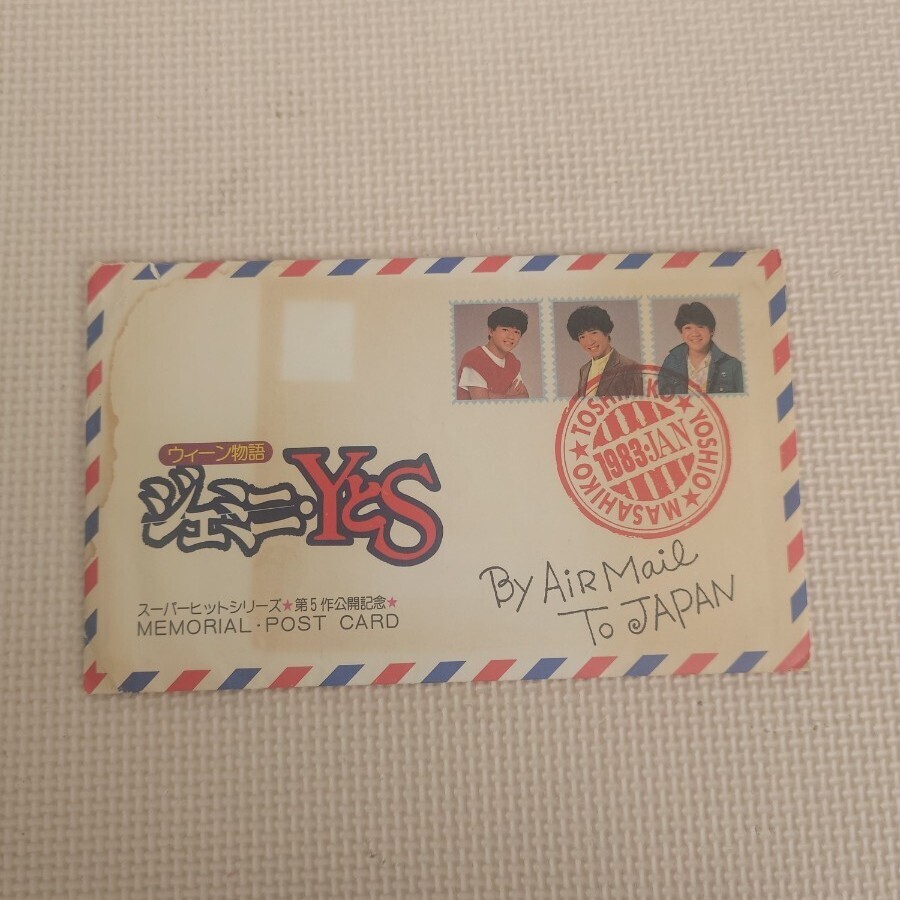 ウィーン物語
ジェミニ・YとS
スーパーヒットシリーズ★第5作公開記念★
MEMORIAL・POST CARD
★TOSHIHIKO★YOSHIO★MASAHIKO
1983・JAN
By AiR MaiL
To JAPAN